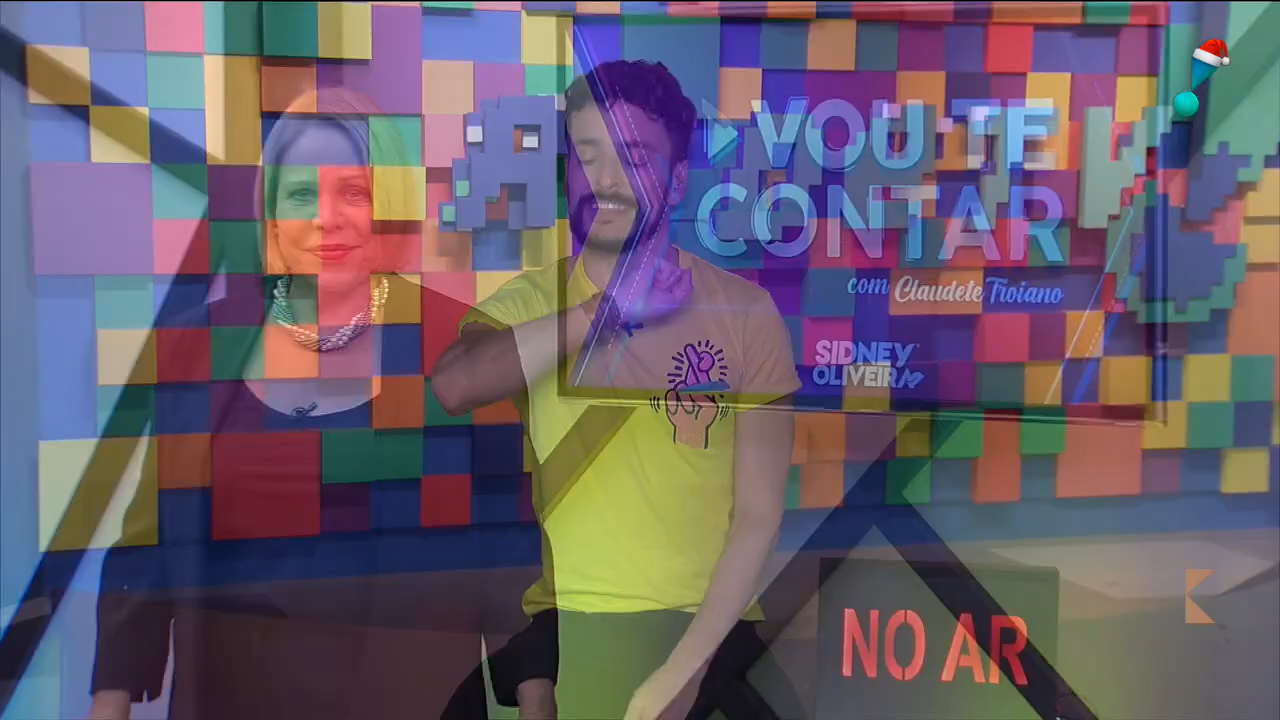 VOU TE
CONTAR
com Claudete Troiano
SIDNEY
OLIVEIRA
NO AR